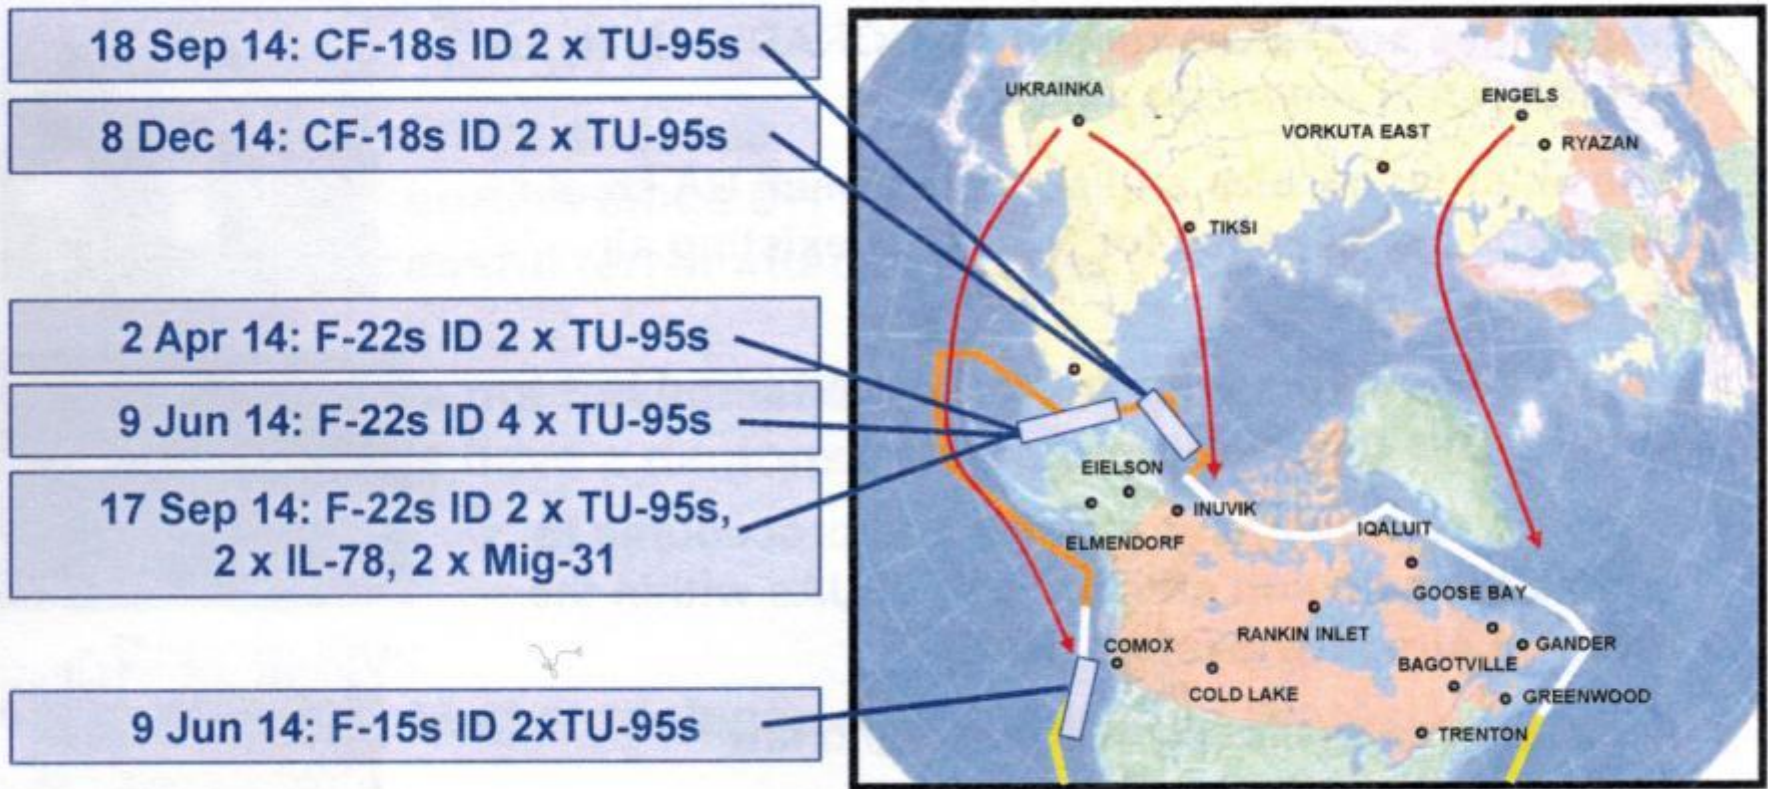 18 Sep 14: CF-18s ID 2 x TU-95s
8 Dec 14: CF-18s ID 2 x TU-95s
2 Apr 14: F-22s ID 2 x TU-95s
9 Jun 14: F-22s ID 4 x TU-95s
17 Sep 14: F-22s ID 2 x TU-95s,
2 x IL-78, 2 x Mig-31
9 Jun 14: F-15s ID 2xTU-95s
UKRAINKA
ENGELS
VORKUTA EAST
RYAZAN
TIKSI
EIELSON
INUVIK
IQALUIT
ELMENDORF
GOOSE BAY
RANKIN INLET
GANDER
COMOX
BAGOTVILLE
COLD LAKE
GREENWOOD
TRENTON